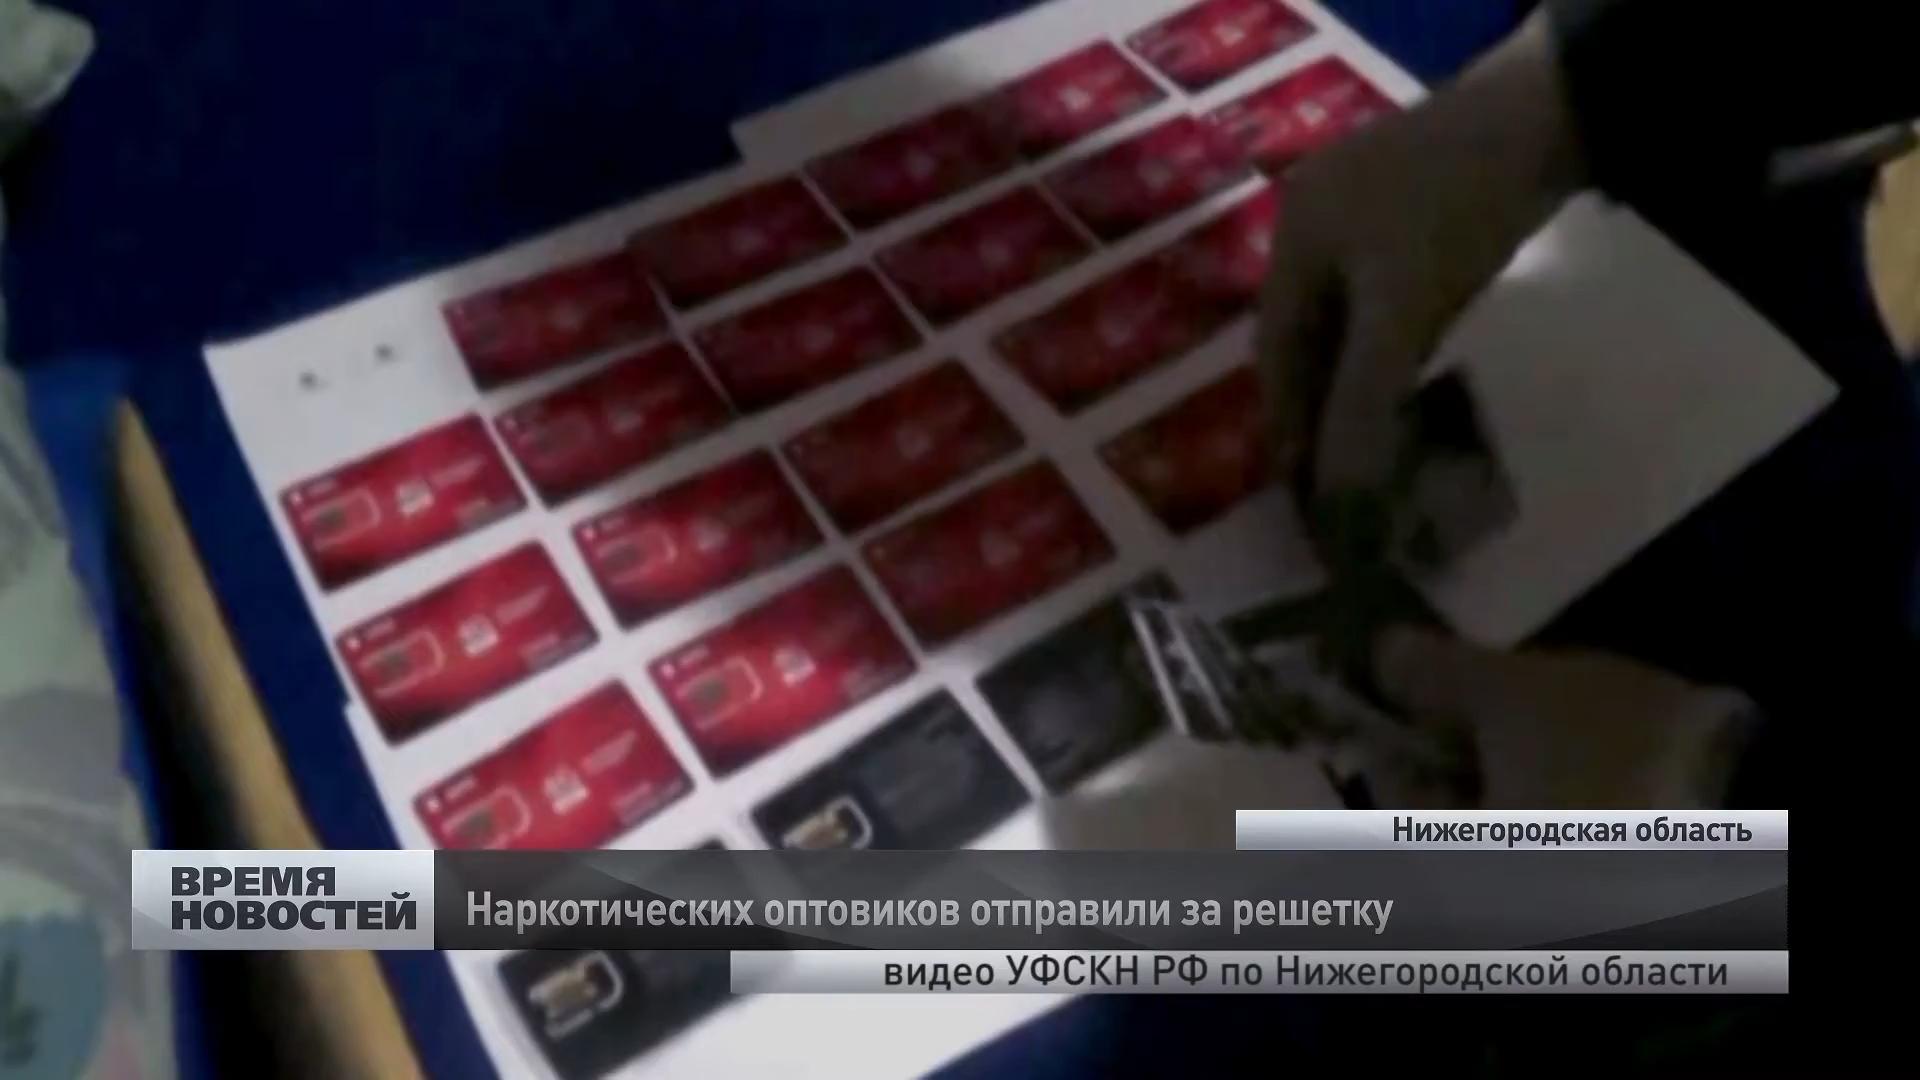 Нижегородская область
ВРЕМЯ
НОВОСТЕЙ
Наркотических оптовиков отправили за решетку
видео УФСКН РФ по Нижегородской области